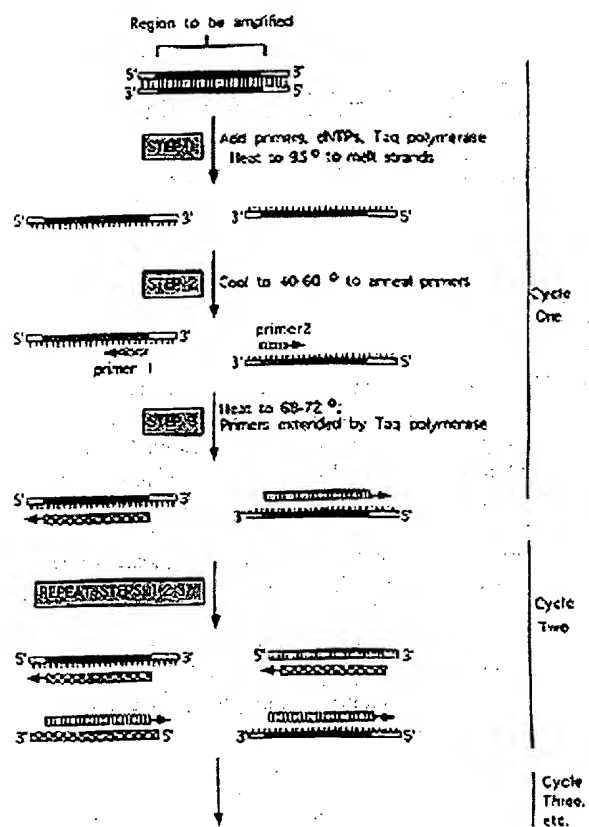 Region to be amplified
5' 3'
3' 5'
STEP 1
Add primers, dNTPs, Taq polymerase
Heat to 95° to melt strands
5' 3' 3' 5'
STEP 2
Cool to 40-60 ° to anneal primers
Cycle
One
5' 3'
primer 1
primer2
3' 5'
STEP 3
Heat to 68-72 °;
Primers extended by Taq polymerase
5' 3' 3' 5'
REPEAT STEPS 1, 2, 3
Cycle
Two
5' 3' 5' 3'
3' 5' 3' 5'
Cycle
Three,
etc.